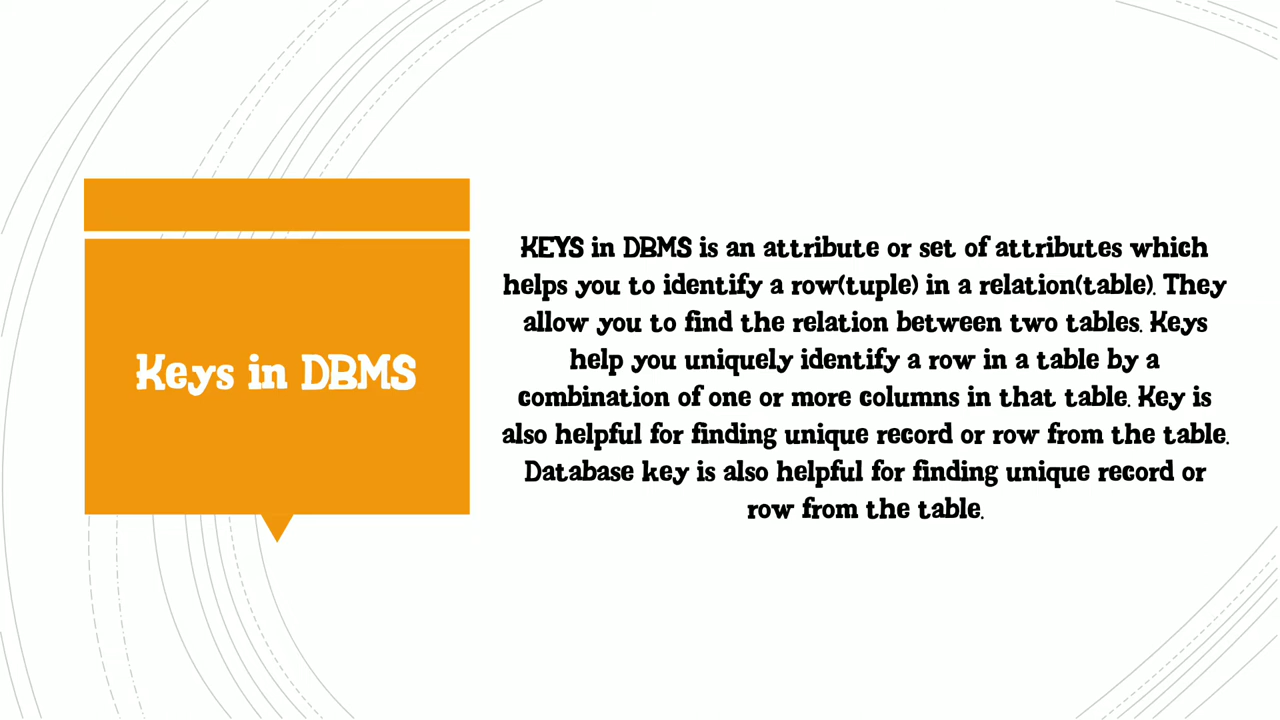 Keys in DBMS
KEYS in DBMS is an attribute or set of attributes which
helps you to identify a row(tuple) in a relation(table). They
allow you to find the relation between two tables. Keys
help you uniquely identify a row in a table by a
combination of one or more columns in that table. Key is
also helpful for finding unique record or row from the table.
Database key is also helpful for finding unique record or
row from the table.